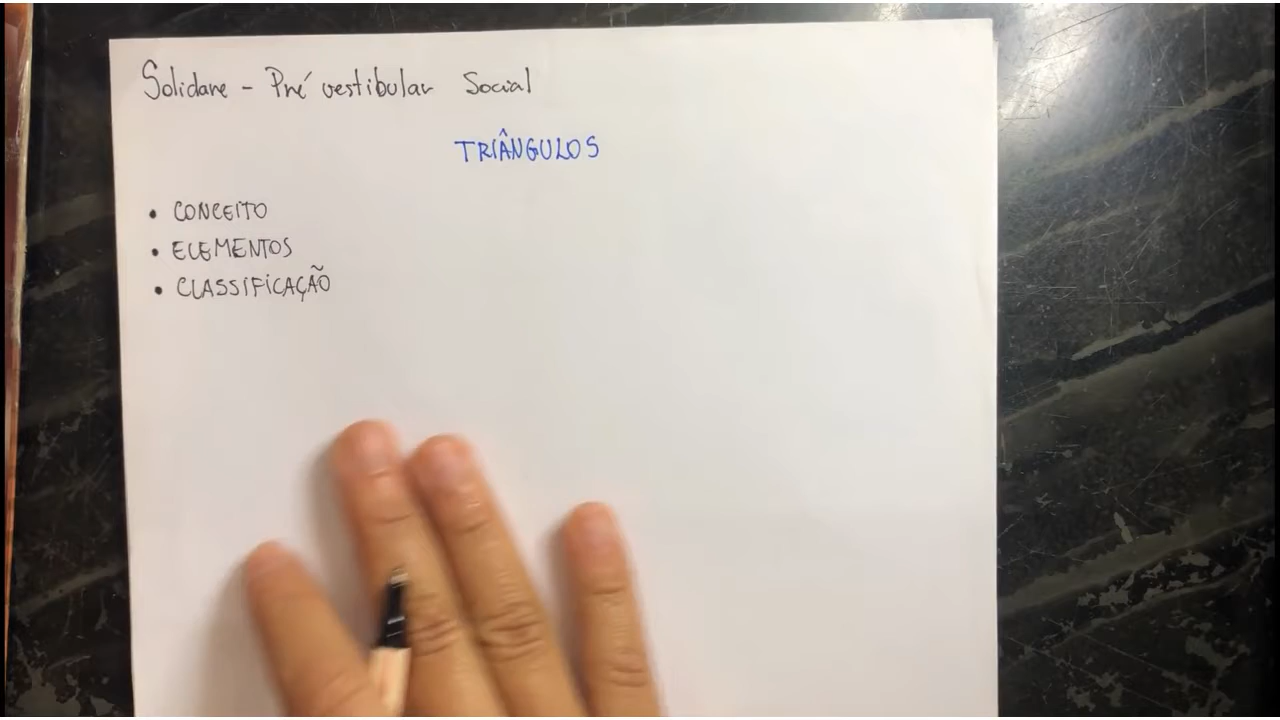 Solidare - Pré vestibular Social
TRIÂNGULOS
• CONCEITO
• ELEMENTOS
• CLASSIFICAÇÃO